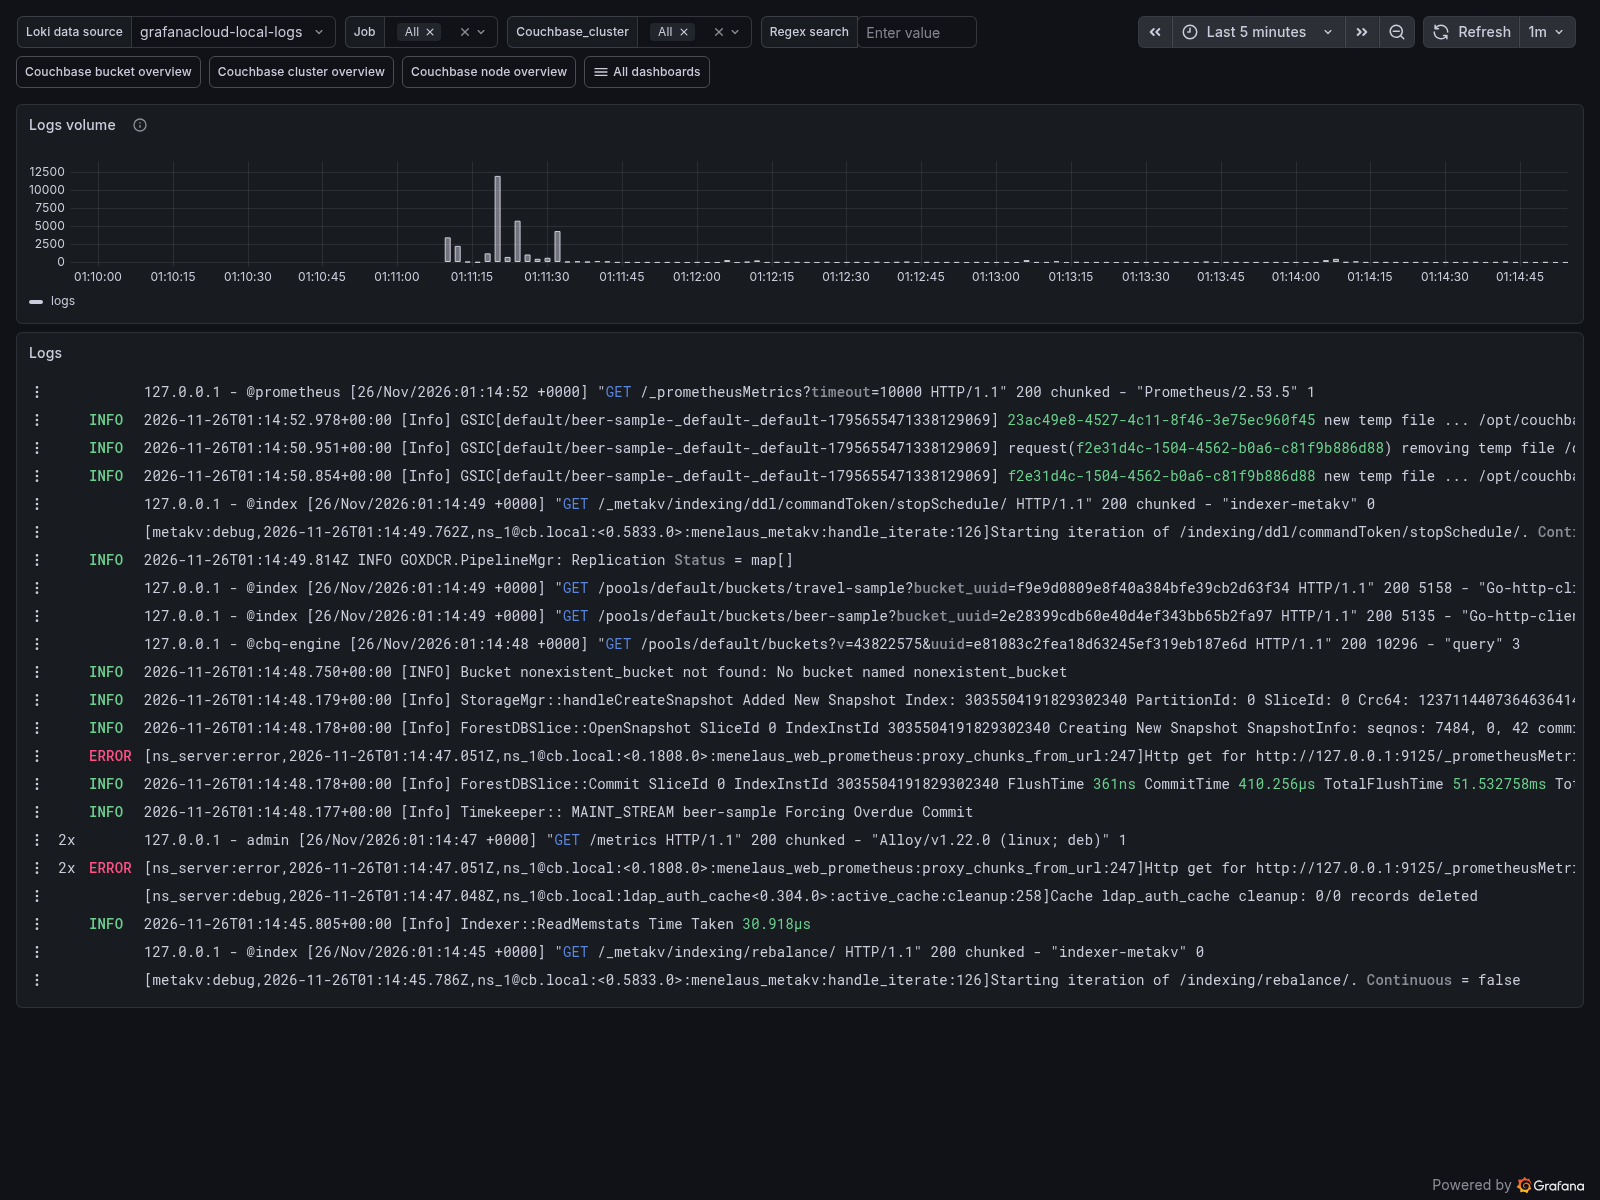 Loki data source grafanacloud-local-logs Job All Couchbase_cluster All Regex search Enter value Last 5 minutes Refresh 1m
Couchbase bucket overview Couchbase cluster overview Couchbase node overview All dashboards
Logs volume
12500
10000
7500
5000
2500
0
01:10:00 01:10:15 01:10:30 01:10:45 01:11:00 01:11:15 01:11:30 01:11:45 01:12:00 01:12:15 01:12:30 01:12:45 01:13:00 01:13:15 01:13:30 01:13:45 01:14:00 01:14:15 01:14:30 01:14:45
logs
Logs
127.0.0.1 - @prometheus [26/Nov/2026:01:14:52 +0000] "GET /_prometheusMetrics?timeout=10000 HTTP/1.1" 200 chunked - "Prometheus/2.53.5" 1
INFO 2026-11-26T01:14:52.978+00:00 [Info] GSIC[default/beer-sample-_default-_default-1795655471338129069] 23ac49e8-4527-4c11-8f46-3e75ec960f45 new temp file ... /opt/couchba
INFO 2026-11-26T01:14:50.951+00:00 [Info] GSIC[default/beer-sample-_default-_default-1795655471338129069] request(f2e31d4c-1504-4562-b0a6-c81f9b886d88) removing temp file /o
INFO 2026-11-26T01:14:50.854+00:00 [Info] GSIC[default/beer-sample-_default-_default-1795655471338129069] f2e31d4c-1504-4562-b0a6-c81f9b886d88 new temp file ... /opt/couchba
127.0.0.1 - @index [26/Nov/2026:01:14:49 +0000] "GET /_metakv/indexing/ddl/commandToken/stopSchedule/ HTTP/1.1" 200 chunked - "indexer-metakv" 0
[metakv:debug,2026-11-26T01:14:49.762Z,ns_1@cb.local:<0.5833.0>:menelaus_metakv:handle_iterate:126]Starting iteration of /indexing/ddl/commandToken/stopSchedule/. Conti
INFO 2026-11-26T01:14:49.814Z INFO GOXDCR.PipelineMgr: Replication Status = map[]
127.0.0.1 - @index [26/Nov/2026:01:14:49 +0000] "GET /pools/default/buckets/travel-sample?bucket_uuid=f9e9d0809e8f40a384bfe39cb2d63f34 HTTP/1.1" 200 5158 - "Go-http-cli
127.0.0.1 - @index [26/Nov/2026:01:14:49 +0000] "GET /pools/default/buckets/beer-sample?bucket_uuid=2e28399cdb60e40d4ef343bb65b2fa97 HTTP/1.1" 200 5135 - "Go-http-clien
127.0.0.1 - @cbq-engine [26/Nov/2026:01:14:48 +0000] "GET /pools/default/buckets?v=43822575&uuid=e81083c2fea18d63245ef319eb187e6d HTTP/1.1" 200 10296 - "query" 3
INFO 2026-11-26T01:14:48.750+00:00 [INFO] Bucket nonexistent_bucket not found: No bucket named nonexistent_bucket
INFO 2026-11-26T01:14:48.179+00:00 [Info] StorageMgr::handleCreateSnapshot Added New Snapshot Index: 3035504191829302340 PartitionId: 0 SliceId: 0 Crc64: 1237114407364636414
INFO 2026-11-26T01:14:48.178+00:00 [Info] ForestDBSlice::OpenSnapshot SliceId 0 IndexInstId 3035504191829302340 Creating New Snapshot SnapshotInfo: seqnos: 7484, 0, 42 comm
ERROR [ns_server:error,2026-11-26T01:14:47.051Z,ns_1@cb.local:<0.1808.0>:menelaus_web_prometheus:proxy_chunks_from_url:247]Http get for http://127.0.0.1:9125/_prometheusMetri
INFO 2026-11-26T01:14:48.178+00:00 [Info] ForestDBSlice::Commit SliceId 0 IndexInstId 3035504191829302340 FlushTime 361ns CommitTime 410.256µs TotalFlushTime 51.532758ms Tot
INFO 2026-11-26T01:14:48.177+00:00 [Info] Timekeeper:: MAINT_STREAM beer-sample Forcing Overdue Commit
2x 127.0.0.1 - admin [26/Nov/2026:01:14:47 +0000] "GET /metrics HTTP/1.1" 200 chunked - "Alloy/v1.22.0 (linux; deb)" 1
2x ERROR [ns_server:error,2026-11-26T01:14:47.051Z,ns_1@cb.local:<0.1808.0>:menelaus_web_prometheus:proxy_chunks_from_url:247]Http get for http://127.0.0.1:9125/_prometheusMetri
[ns_server:debug,2026-11-26T01:14:47.048Z,ns_1@cb.local:ldap_auth_cache<0.304.0>:active_cache:cleanup:258]Cache ldap_auth_cache cleanup: 0/0 records deleted
INFO 2026-11-26T01:14:45.805+00:00 [Info] Indexer::ReadMemstats Time Taken 30.918µs
127.0.0.1 - @index [26/Nov/2026:01:14:45 +0000] "GET /_metakv/indexing/rebalance/ HTTP/1.1" 200 chunked - "indexer-metakv" 0
[metakv:debug,2026-11-26T01:14:45.786Z,ns_1@cb.local:<0.5833.0>:menelaus_metakv:handle_iterate:126]Starting iteration of /indexing/rebalance/. Continuous = false
Powered by Grafana